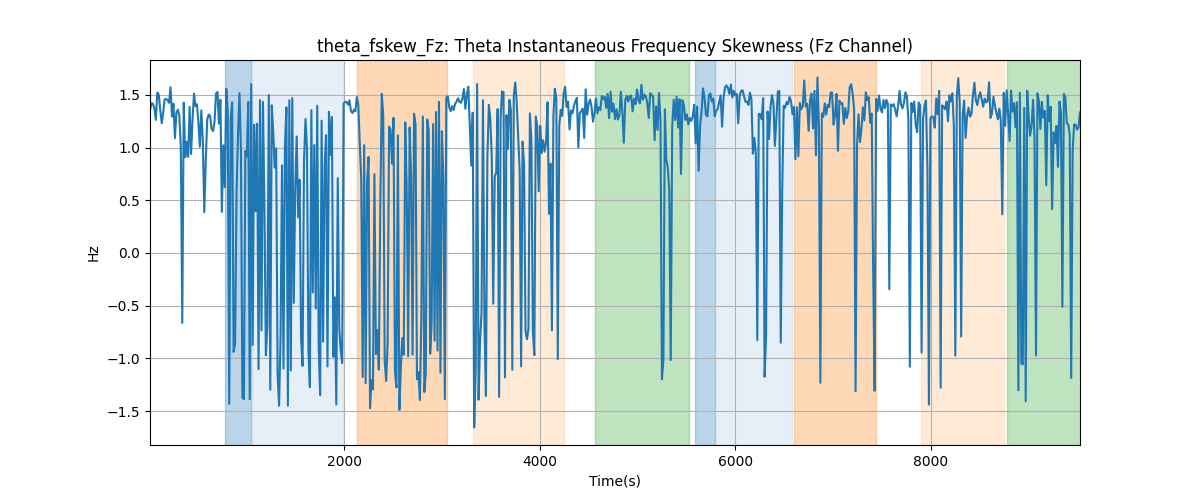 theta_fskew_Fz: Theta Instantaneous Frequency Skewness (Fz Channel)
1.5
1.0
0.5
0.0
−0.5
−1.0
−1.5
Hz
2000 4000 6000 8000
Time(s)